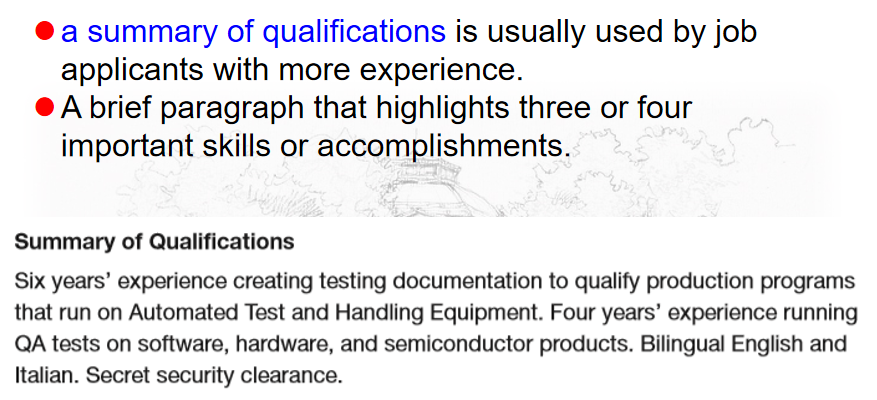 ● a summary of qualifications is usually used by job
applicants with more experience.
● A brief paragraph that highlights three or four
important skills or accomplishments.
Summary of Qualifications
Six years’ experience creating testing documentation to qualify production programs
that run on Automated Test and Handling Equipment. Four years’ experience running
QA tests on software, hardware, and semiconductor products. Bilingual English and
Italian. Secret security clearance.